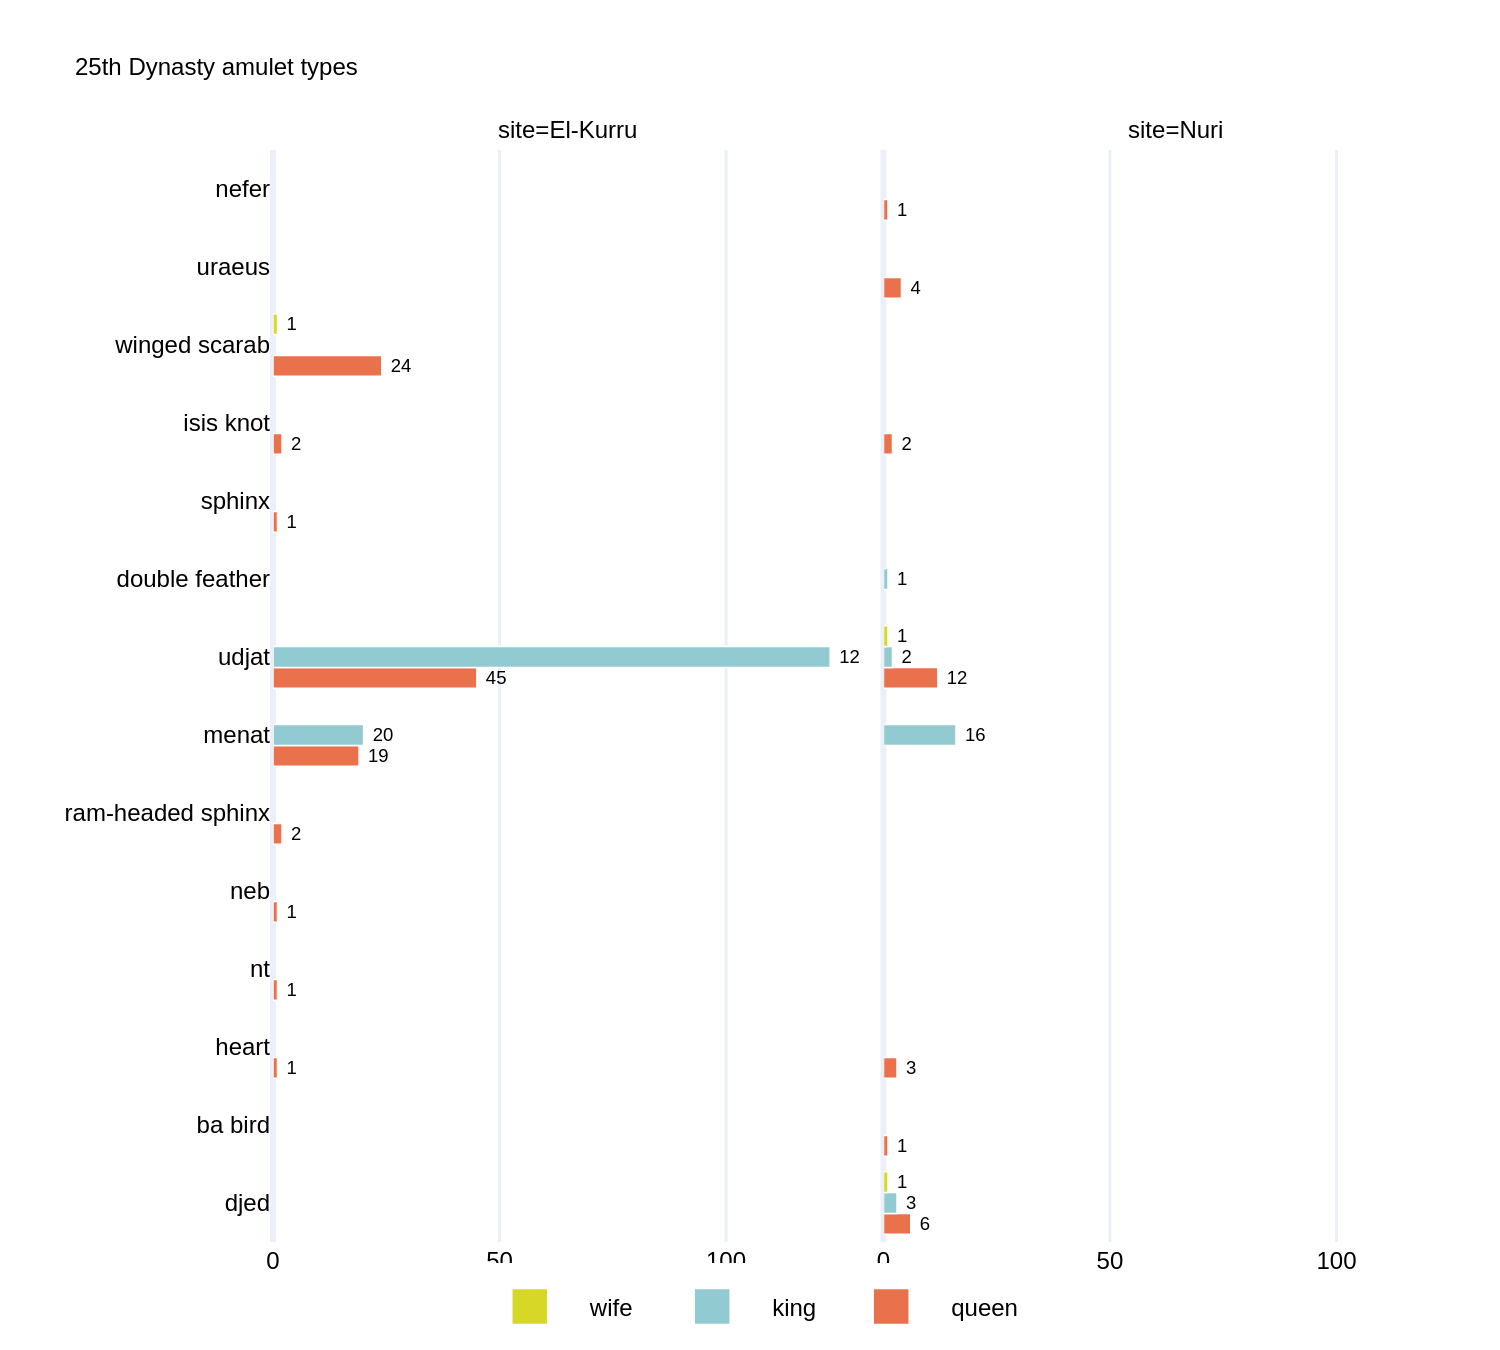 25th Dynasty amulet types
site=El-Kurru
site=Nuri
nefer
1
uraeus
4
winged scarab
1
24
isis knot
2
2
sphinx
1
double feather
1
udjat
12
45
1
2
12
menat
20
19
16
ram-headed sphinx
2
neb
1
nt
1
heart
1
3
ba bird
1
djed
1
3
6
0 50 100 0 50 100
wife king queen